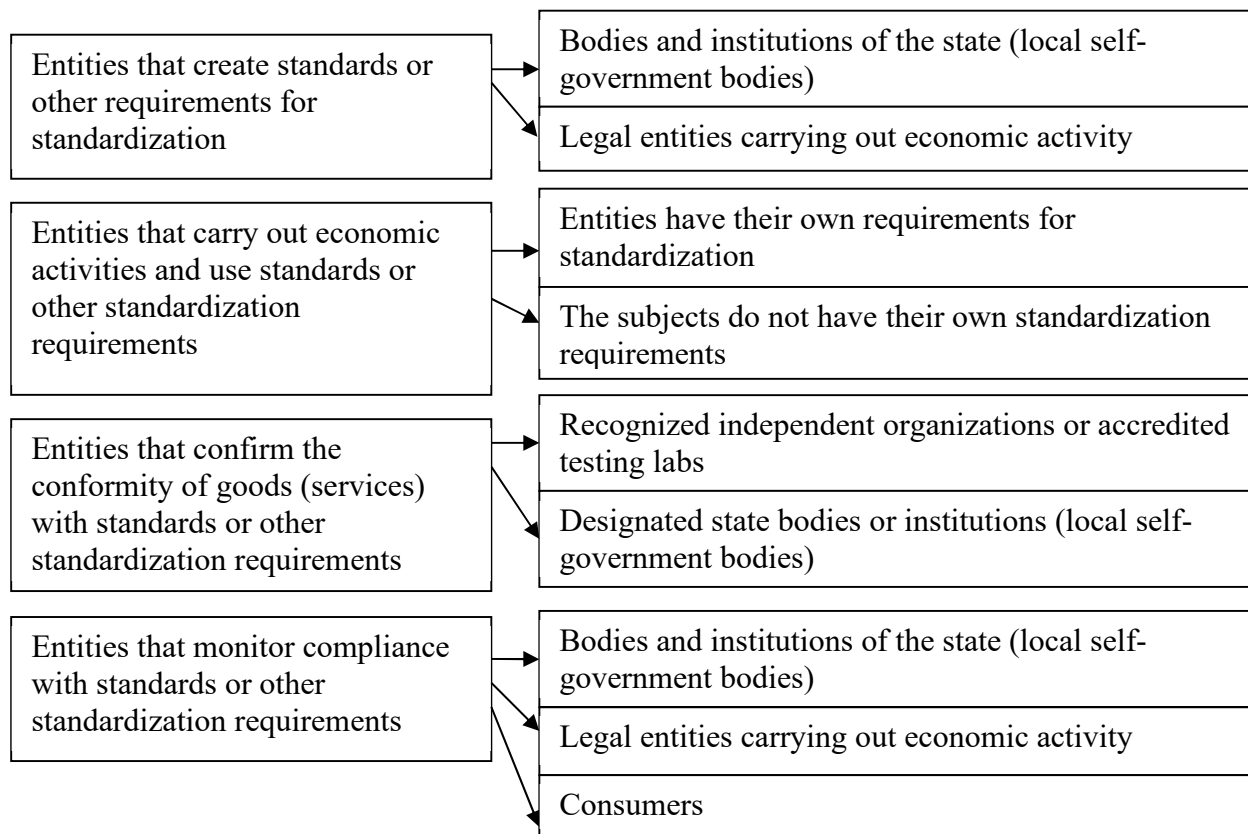 Entities that create standards or
other requirements for
standardization
Bodies and institutions of the state (local self-
government bodies)
Legal entities carrying out economic activity
Entities that carry out economic
activities and use standards or
other standardization
requirements
Entities have their own requirements for
standardization
The subjects do not have their own standardization
requirements
Entities that confirm the
conformity of goods (services)
with standards or other
standardization requirements
Recognized independent organizations or accredited
testing labs
Designated state bodies or institutions (local self-
government bodies)
Entities that monitor compliance
with standards or other
standardization requirements
Bodies and institutions of the state (local self-
government bodies)
Legal entities carrying out economic activity
Consumers